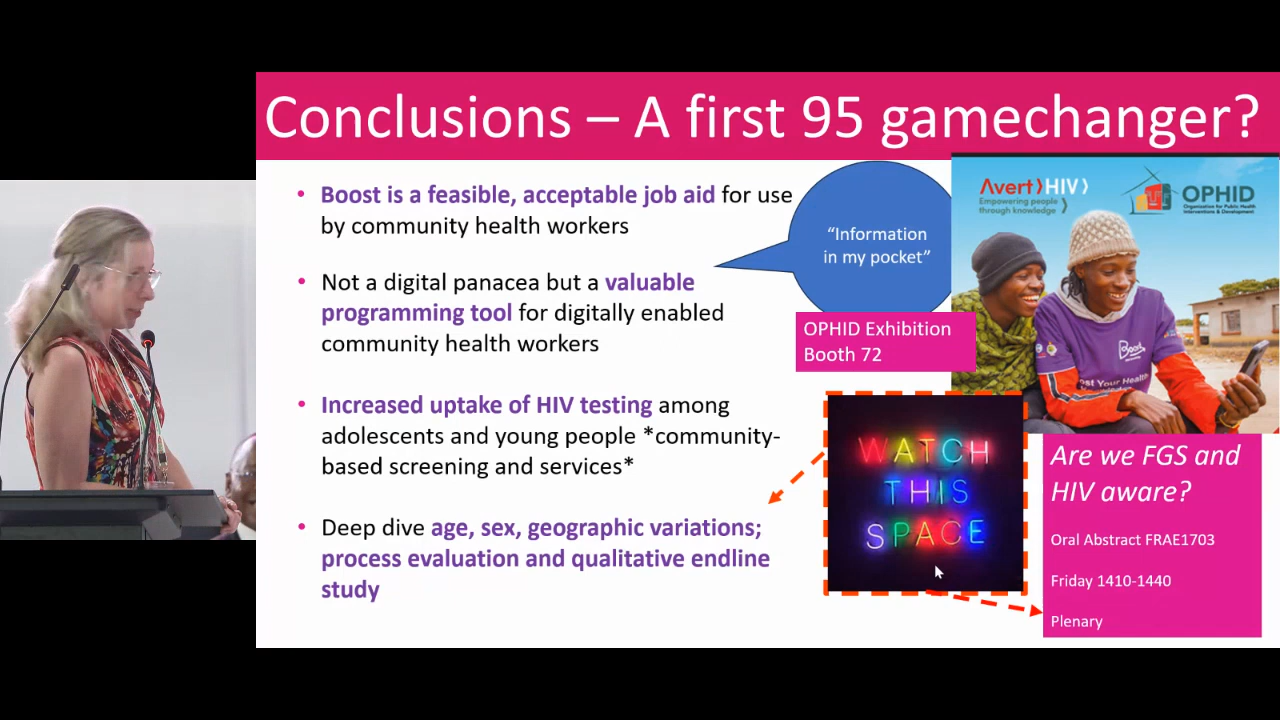 Conclusions – A first 95 gamechanger?
• Boost is a feasible, acceptable job aid for use
by community health workers
• Not a digital panacea but a valuable
programming tool for digitally enabled
community health workers
• Increased uptake of HIV testing among
adolescents and young people *community-
based screening and services*
• Deep dive age, sex, geographic variations;
process evaluation and qualitative endline
study
“Information
in my pocket”
OPHID Exhibition
Booth 72
Avert HIV
Empowering people
through knowledge
OPHID
Organization for Public Health
Interventions & Development
Boost
ost Your Health
WATCH
THIS
SPACE
Are we FGS and
HIV aware?
Oral Abstract FRAE1703
Friday 1410-1440
Plenary